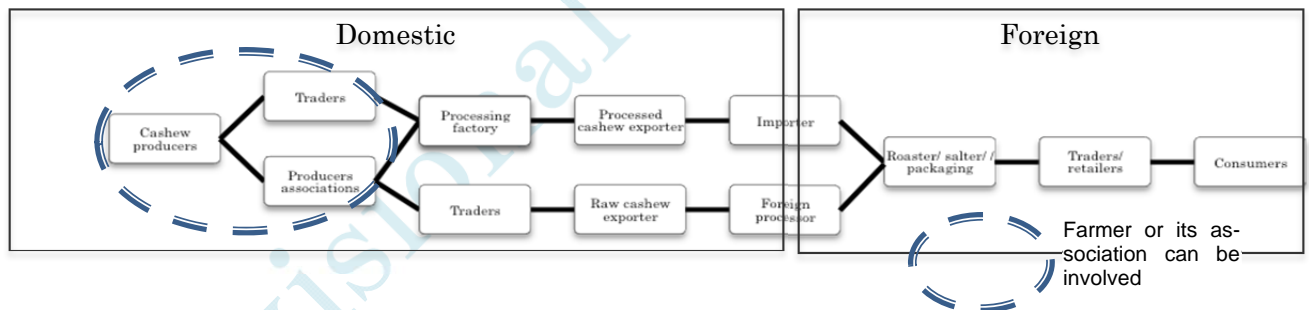 Domestic
Foreign
Traders
Cashew
producers
Producers
associations
Processing
factory
Processed
cashew exporter
Importer
Traders
Raw cashew
exporter
Foreign
processor
Roaster/ salter/ /
packaging
Traders/
retailers
Consumers
Farmer or its as-
sociation can be
involved